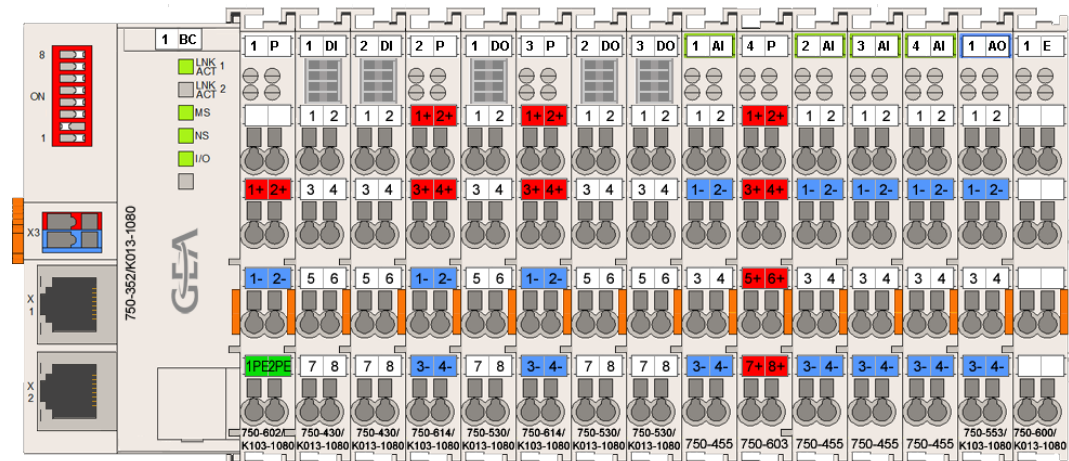 1 BC
1 P
1 DI
2 DI
2 P
1 DO
3 P
2 DO
3 DO
1 AI
4 P
2 AI
3 AI
4 AI
1 AO
1 E
8
ON
1
LNK 1
ACT
LNK 2
ACT
MS
NS
I/O
X3
X
1
X
2
750-352/K013-1080
GEA
1 2
1 2
1+ 2+
1 2
1+ 2+
1 2
1 2
1 2
1+ 2+
1 2
1 2
1 2
1 2
1+ 2+
3 4
3 4
3+ 4+
3 4
3+ 4+
3 4
3 4
1- 2-
3+ 4+
1- 2-
1- 2-
1- 2-
1- 2-
1- 2-
5 6
5 6
1- 2-
5 6
1- 2-
5 6
5 6
3 4
5+ 6+
3 4
3 4
3 4
3 4
1PE2PE
7 8
7 8
3- 4-
7 8
3- 4-
7 8
7 8
3- 4-
7+ 8+
3- 4-
3- 4-
3- 4-
3- 4-
750-602/
K103-1080
750-430/
K013-1080
750-430/
K013-1080
750-614/
K103-1080
750-530/
K013-1080
750-614/
K103-1080
750-530/
K013-1080
750-530/
K013-1080
750-455
750-603
750-455
750-455
750-455
750-553/
K103-1080
750-600/
K013-1080